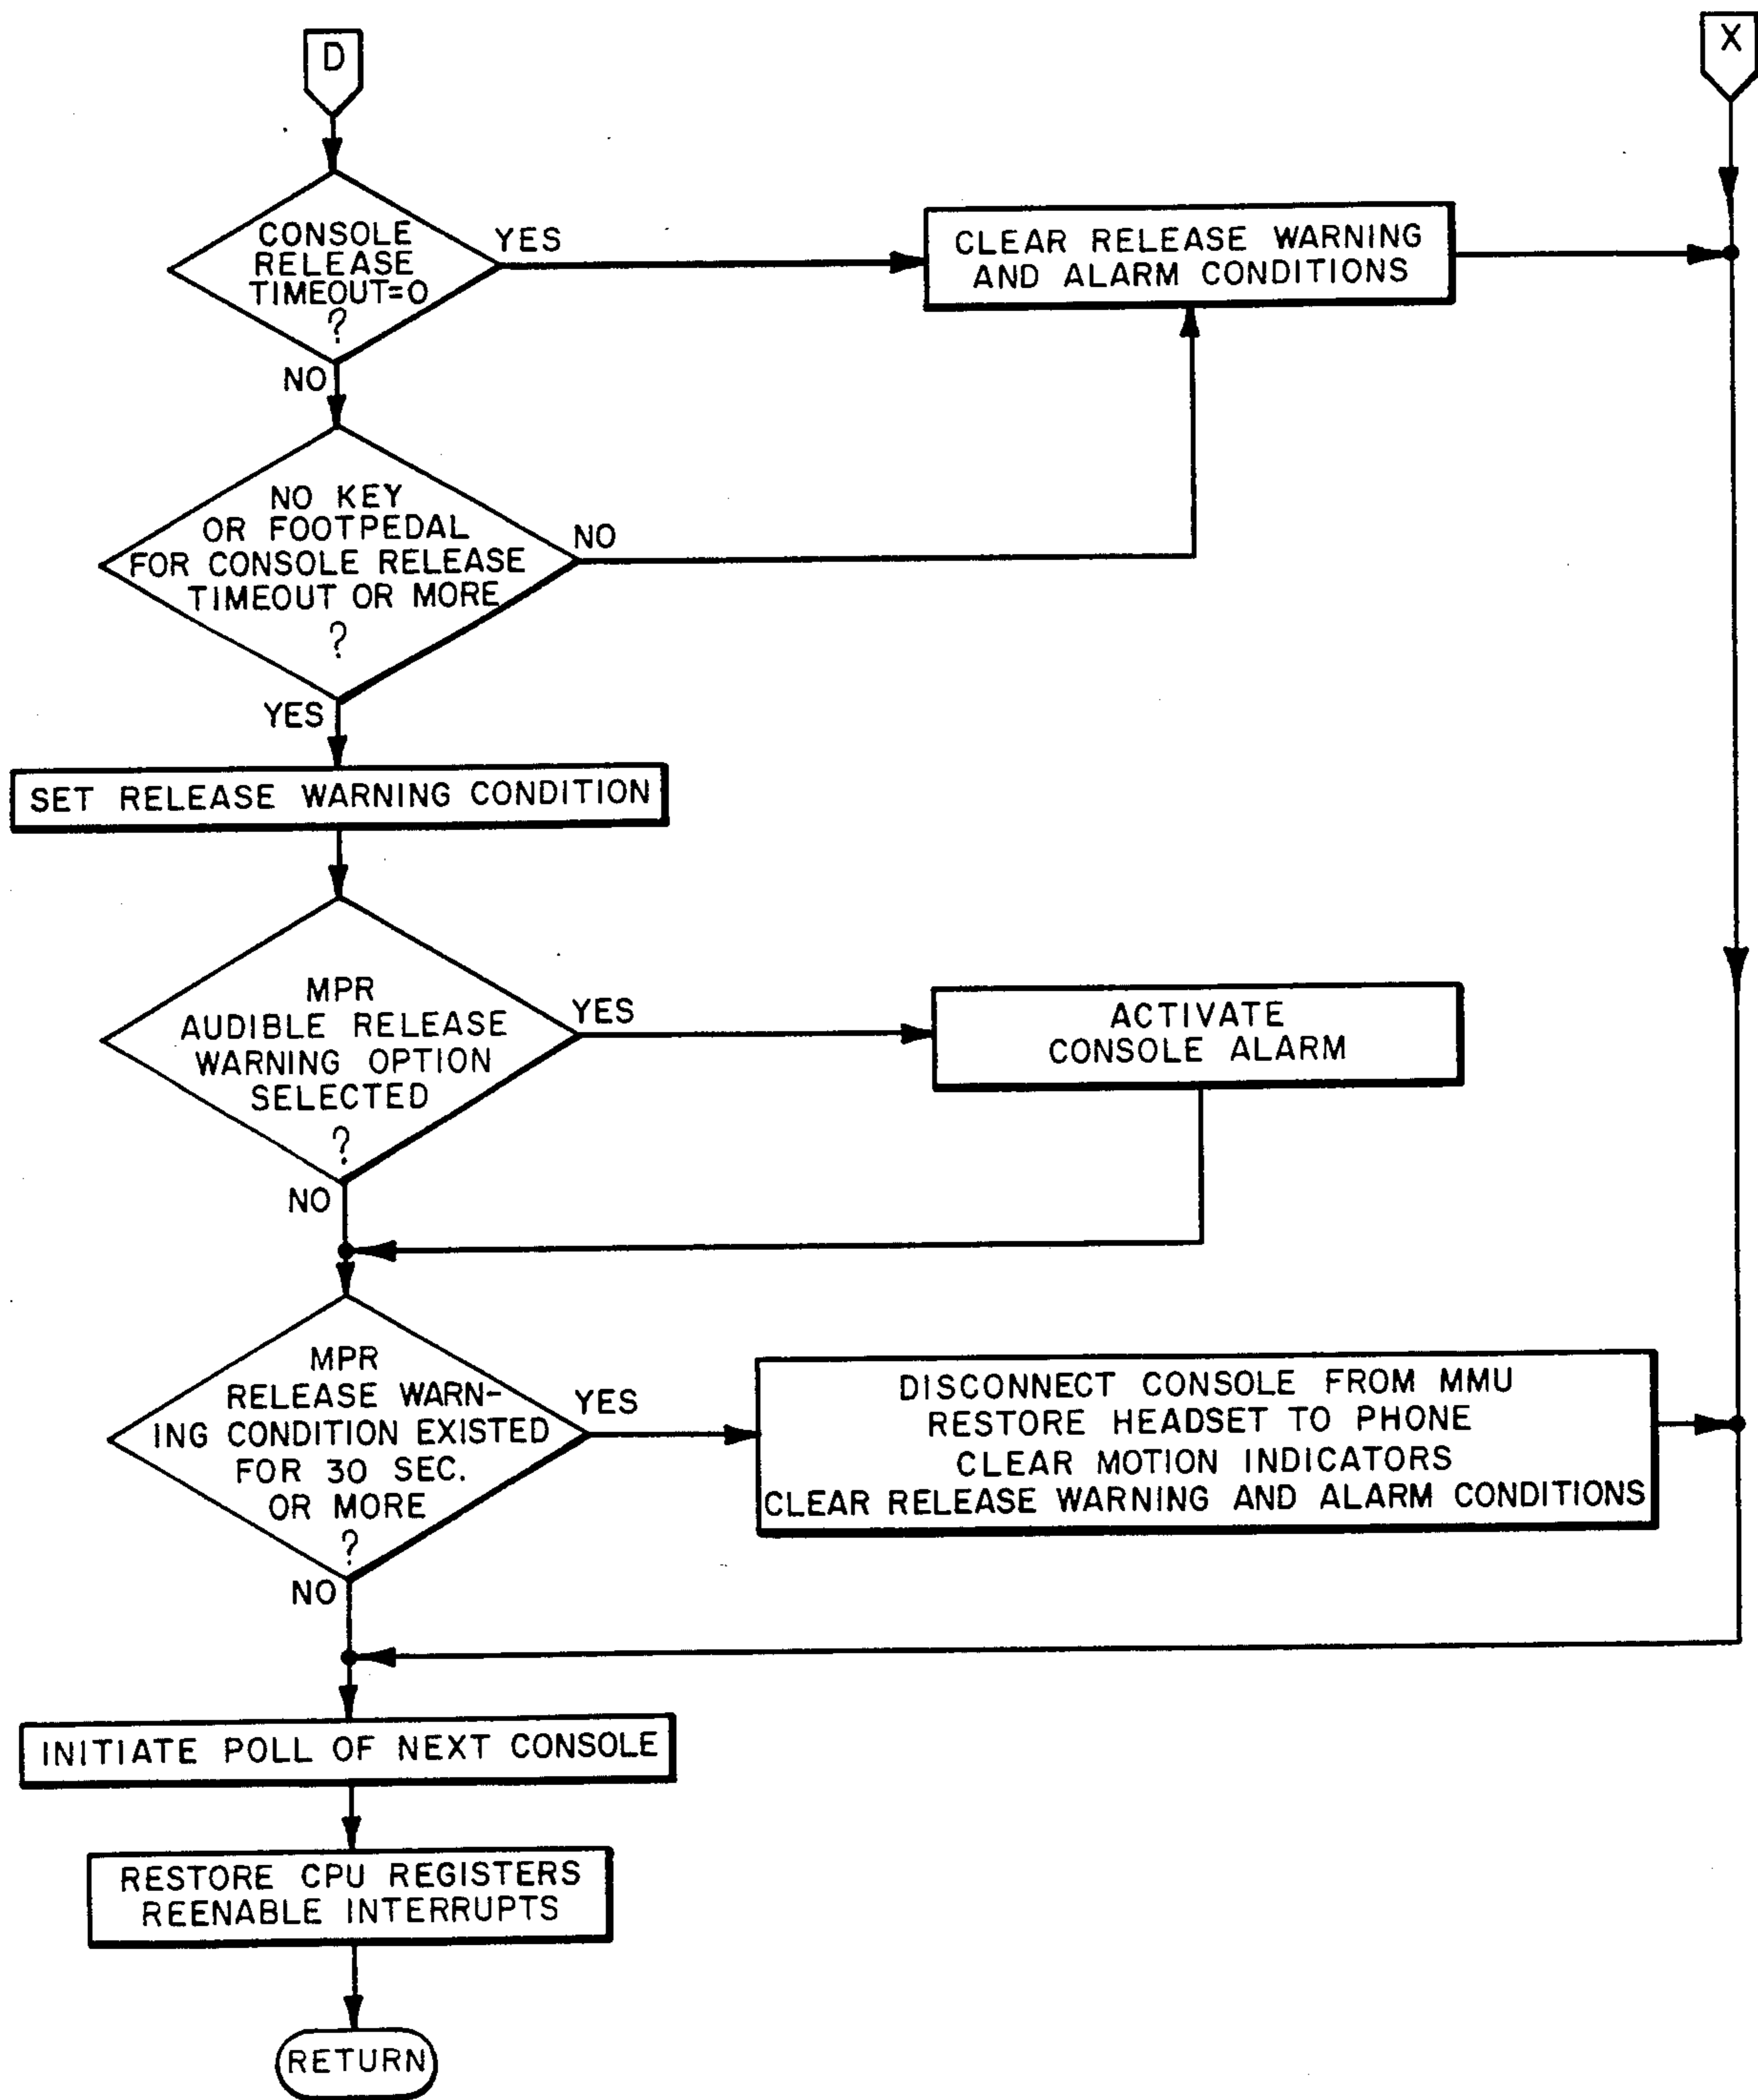 D
X
CONSOLE
RELEASE
TIMEOUT=0
?
YES
CLEAR RELEASE WARNING
AND ALARM CONDITIONS
NO
NO KEY
OR FOOTPEDAL
FOR CONSOLE RELEASE
TIMEOUT OR MORE
?
NO
YES
SET RELEASE WARNING CONDITION
MPR
AUDIBLE RELEASE
WARNING OPTION
SELECTED
?
YES
ACTIVATE
CONSOLE ALARM
NO
MPR
RELEASE WARN-
ING CONDITION EXISTED
FOR 30 SEC.
OR MORE
?
YES
DISCONNECT CONSOLE FROM MMU
RESTORE HEADSET TO PHONE
CLEAR MOTION INDICATORS
CLEAR RELEASE WARNING AND ALARM CONDITIONS
NO
INITIATE POLL OF NEXT CONSOLE
RESTORE CPU REGISTERS
REENABLE INTERRUPTS
RETURN